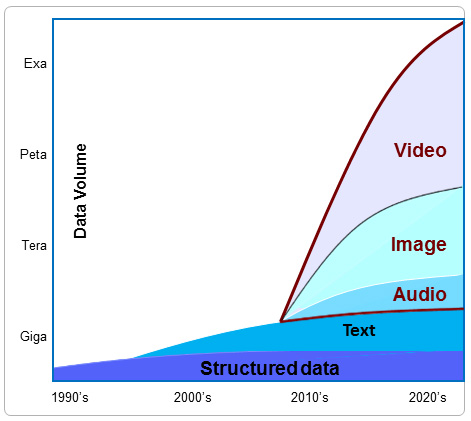 Exa
Peta
Tera
Giga
Data Volume
Video
Image
Audio
Text
Structured data
1990's 2000's 2010's 2020's